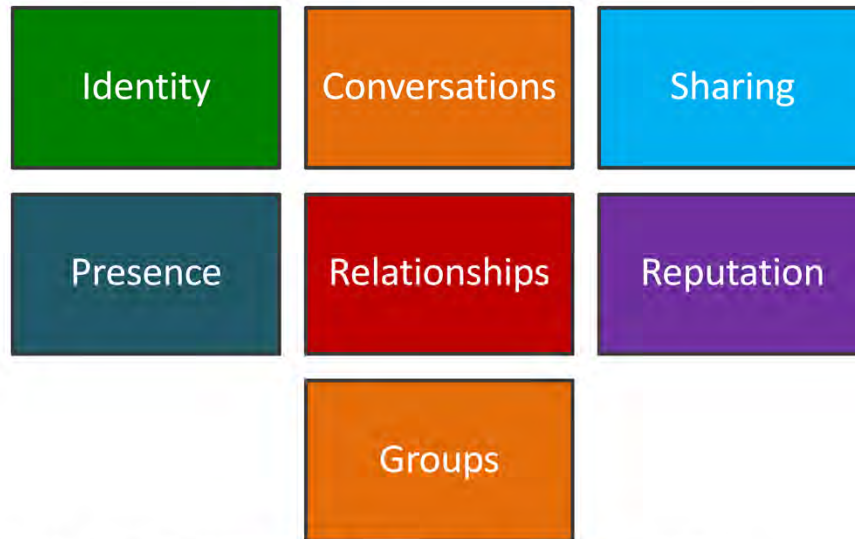 Identity
Conversations
Sharing
Presence
Relationships
Reputation
Groups